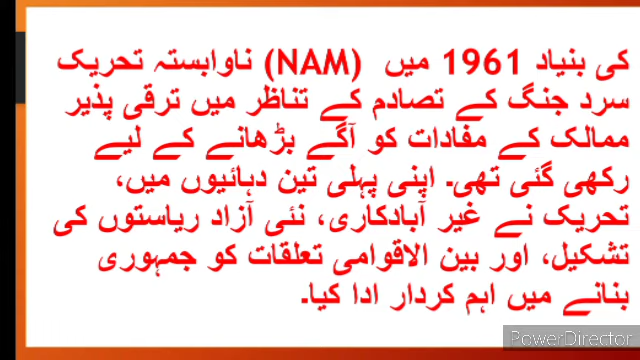 کی بنیاد 1961 میں (NAM) ناوابستہ تحریک
سرد جنگ کے تصادم کے تناظر میں ترقی پذیر
ممالک کے مفادات کو آگے بڑھانے کے لیے
رکھی گئی تھی۔ اپنی پہلی تین دہائیوں میں،
تحریک نے غیر آبادکاری، نئی آزاد ریاستوں کی
تشکیل، اور بین الاقوامی تعلقات کو جمہوری
بنانے میں اہم کردار ادا کیا۔
PowerDirector